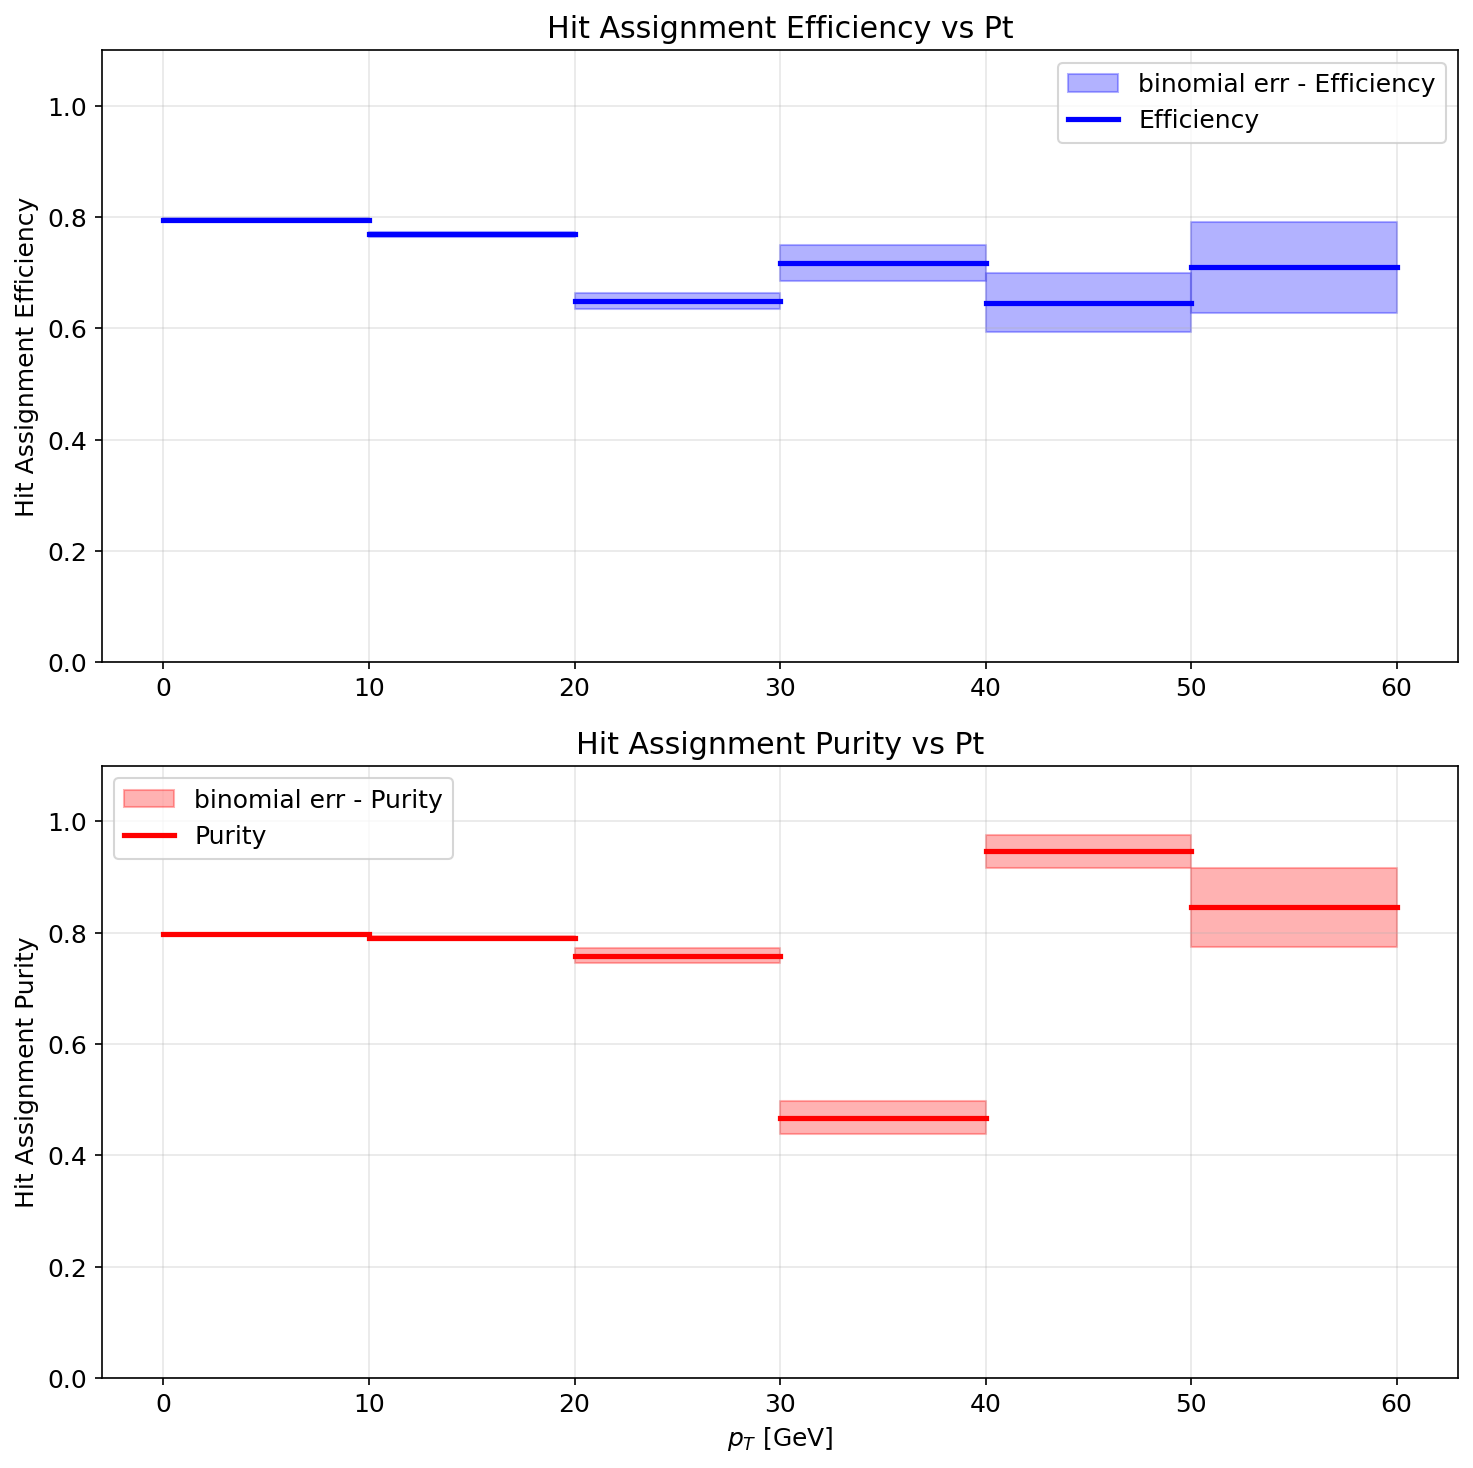 Hit Assignment Efficiency vs Pt
binomial err - Efficiency
Efficiency
Hit Assignment Efficiency
1.0
0.8
0.6
0.4
0.2
0.0
0 10 20 30 40 50 60
Hit Assignment Purity vs Pt
binomial err - Purity
Purity
Hit Assignment Purity
1.0
0.8
0.6
0.4
0.2
0.0
0 10 20 30 40 50 60
p_T [GeV]